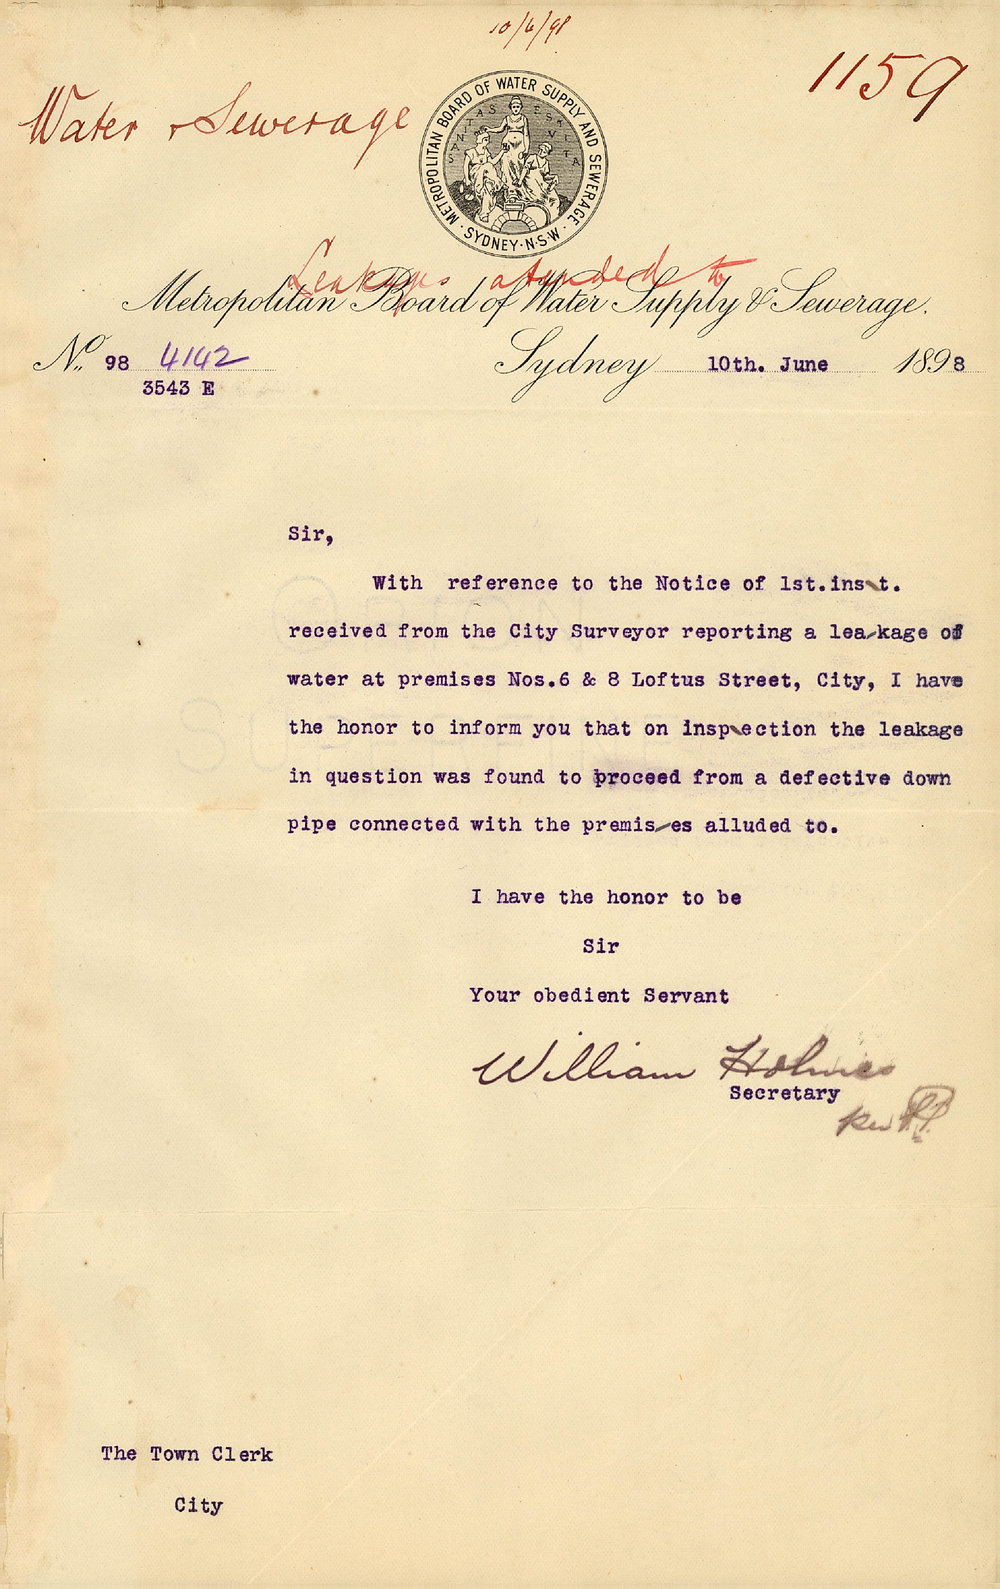 10/6/98
1159
Water & Sewerage
METROPOLITAN BOARD OF WATER SUPPLY AND SEWERAGE.
SANITAS ESKVLTA
· SYDNEY · N·S·W ·
Leakages attended to
Metropolitan Board of Water Supply & Sewerage.
No. 98 4142
3543 E
Sydney 10th. June 1898
Sir,
With reference to the Notice of 1st.inst.
received from the City Surveyor reporting a leakage of
water at premises Nos.6 & 8 Loftus Street, City, I have
the honor to inform you that on inspection the leakage
in question was found to proceed from a defective down
pipe connected with the premises alluded to.
I have the honor to be
Sir
Your obedient Servant
William Holmes
Secretary
per
The Town Clerk
City